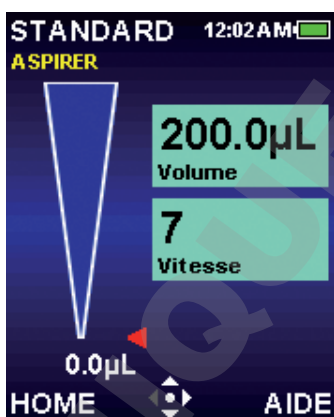 STANDARD 12:02AM
ASPIRER
200.0µL
Volume
7
Vitesse
0.0µL
HOME AIDE